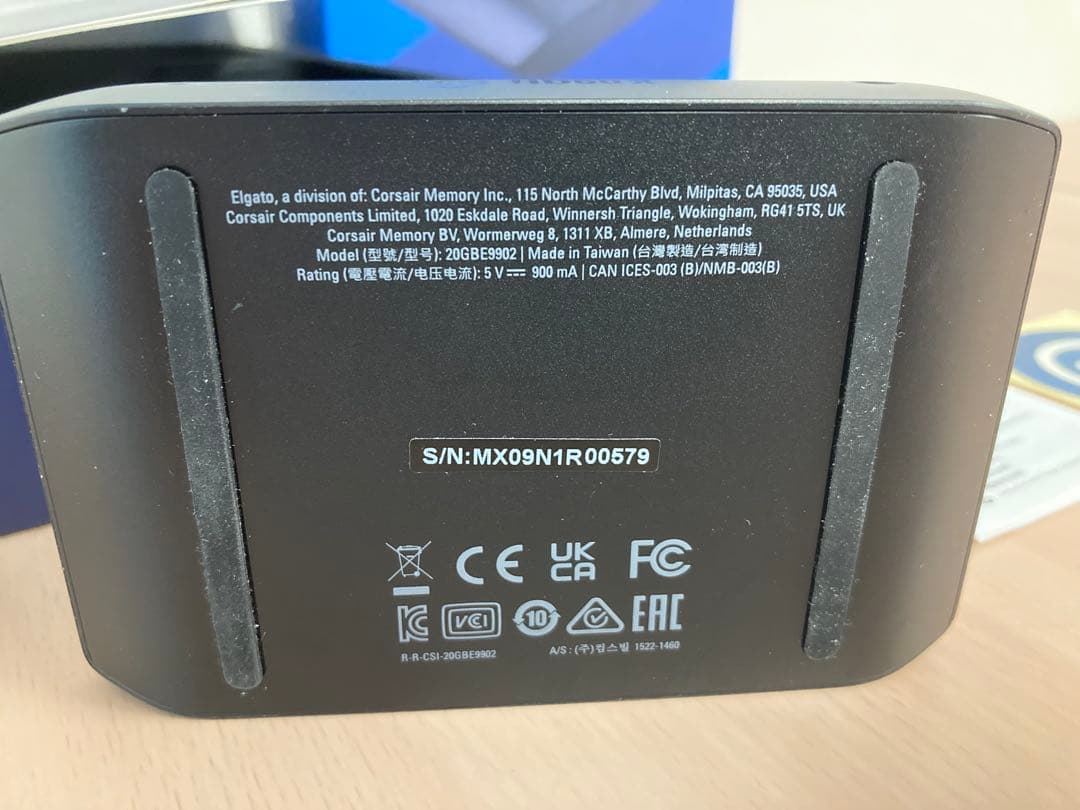 Elgato, a division of: Corsair Memory Inc., 115 North McCarthy Blvd, Milpitas, CA 95035, USA
Corsair Components Limited, 1020 Eskdale Road, Winnersh Triangle, Wokingham, RG41 5TS, UK
Corsair Memory BV, Wormerweg 8, 1311 XB, Almere, Netherlands
Model (型號/型号): 20GBE9902 | Made in Taiwan (台灣製造/台湾制造)
Rating (電壓電流/电压电流): 5 V⎓ 900 mA | CAN ICES-003 (B)/NMB-003(B)
S/N:MX09N1R00579
CE UK CA FC
KC VCI 10 EAC
R-R-CSI-20GBE9902 A/S : (주)컴스빌 1522-1460